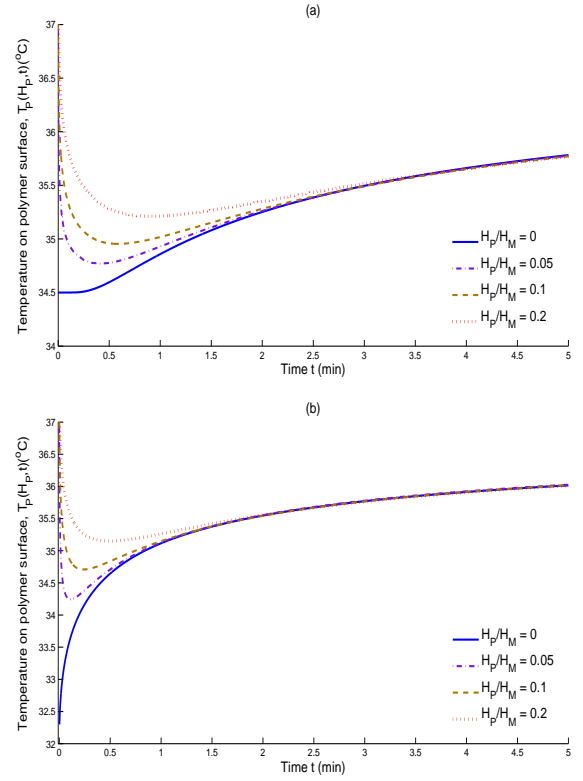 (a)
Temperature on polymer surface, T_P(H_P,t)(°C)
37
36.5
36
35.5
35
34.5
34
H_P/H_M = 0
H_P/H_M = 0.05
H_P/H_M = 0.1
H_P/H_M = 0.2
0 0.5 1 1.5 2 2.5 3 3.5 4 4.5 5
Time t (min)
(b)
Temperature on polymer surface, T_P(H_P,t)(°C)
37
36.5
36
35.5
35
34.5
34
33.5
33
32.5
32
H_P/H_M = 0
H_P/H_M = 0.05
H_P/H_M = 0.1
H_P/H_M = 0.2
0 0.5 1 1.5 2 2.5 3 3.5 4 4.5 5
Time t (min)